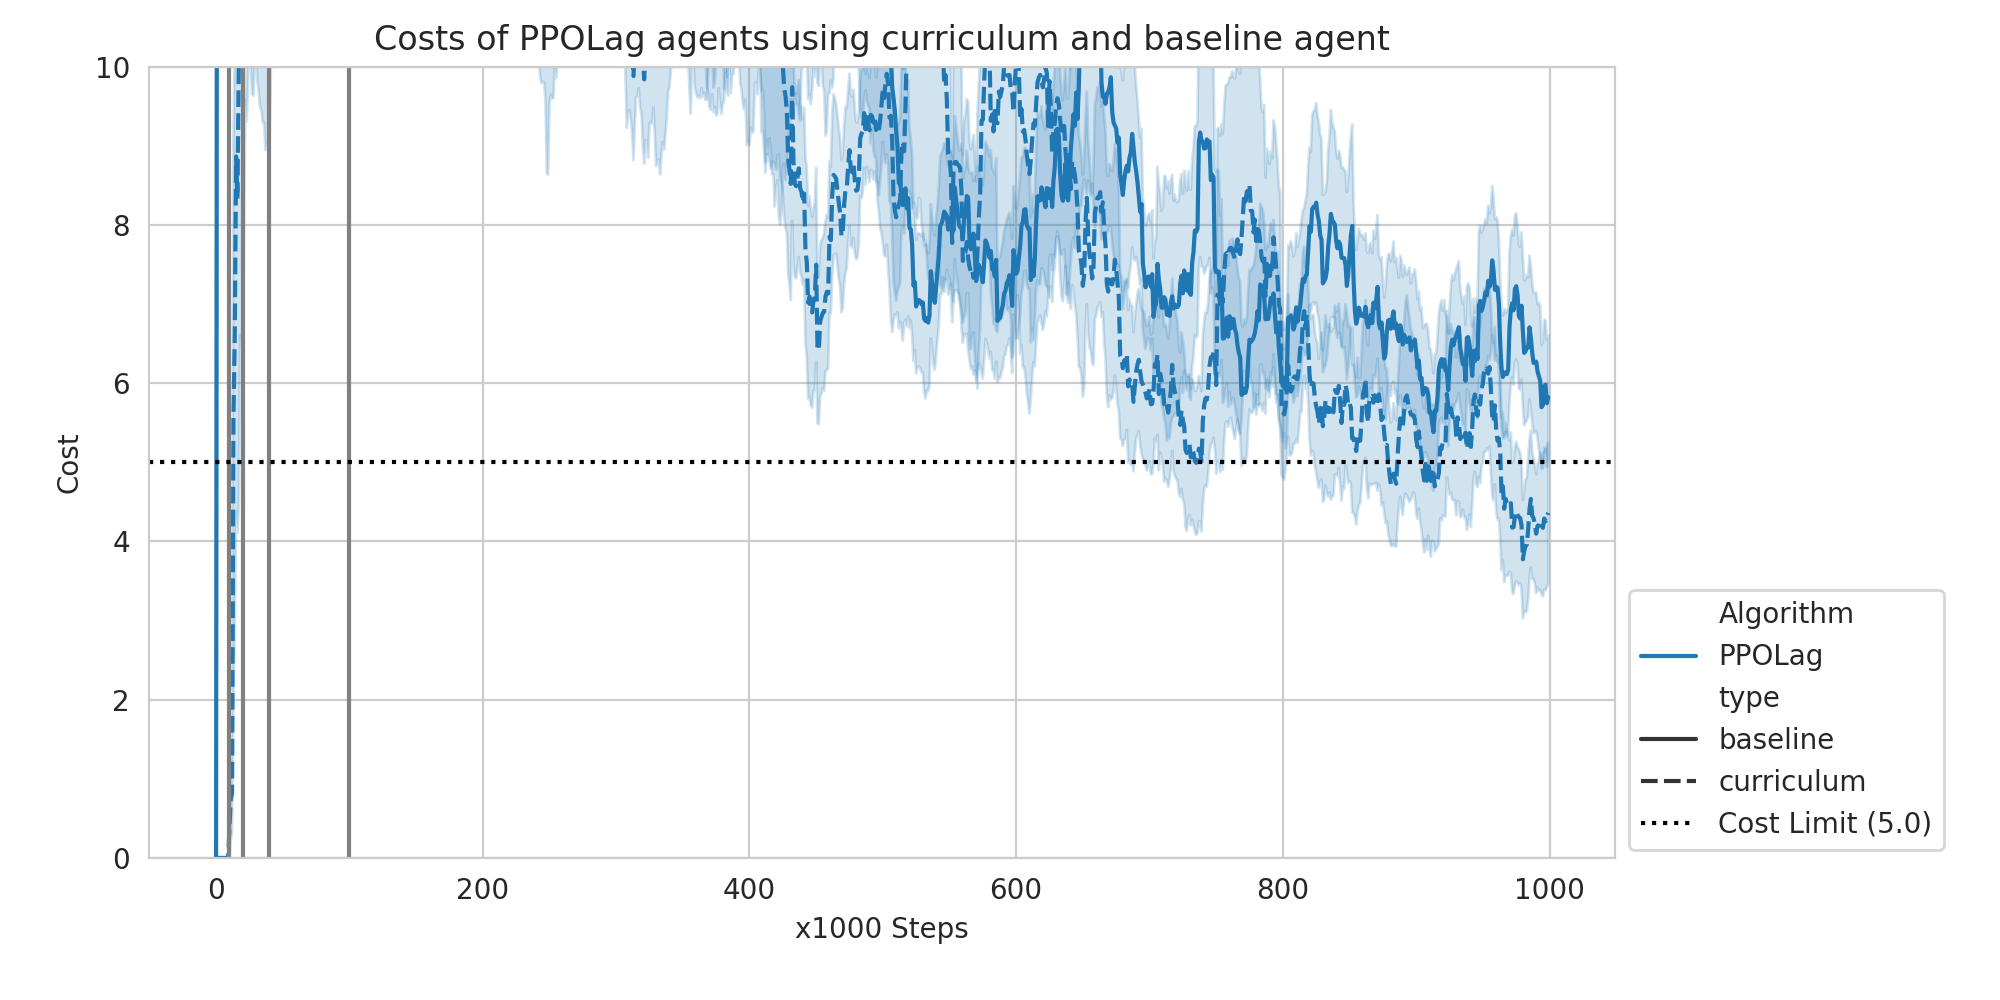 Costs of PPOLag agents using curriculum and baseline agent
10
8
6
4
2
0
Cost
0 200 400 600 800 1000
x1000 Steps
Algorithm
PPOLag
type
baseline
curriculum
Cost Limit (5.0)